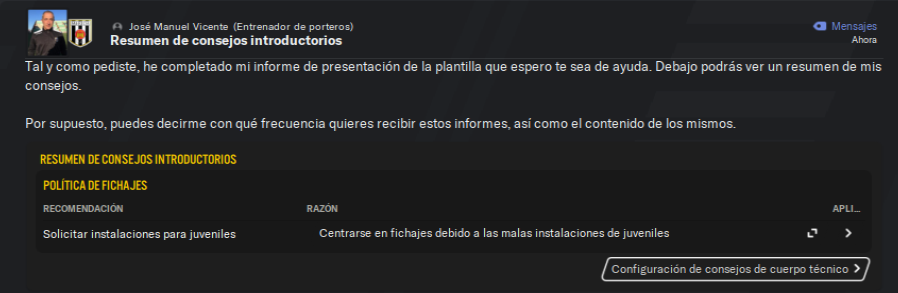 José Manuel Vicente (Entrenador de porteros)
Resumen de consejos introductorios
Mensajes
Ahora
Tal y como pediste, he completado mi informe de presentación de la plantilla que espero te sea de ayuda. Debajo podrás ver un resumen de mis
consejos.
Por supuesto, puedes decirme con qué frecuencia quieres recibir estos informes, así como el contenido de los mismos.
RESUMEN DE CONSEJOS INTRODUCTORIOS
POLÍTICA DE FICHAJES
RECOMENDACIÓN RAZÓN APLI...
Solicitar instalaciones para juveniles Centrarse en fichajes debido a las malas instalaciones de juveniles
Configuración de consejos de cuerpo técnico